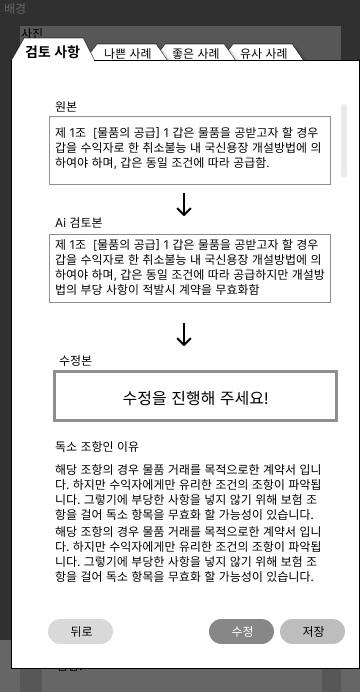 배경
사진
검토 사항
나쁜 사례
좋은 사례
유사 사례
원본
제 1조  [물품의 공급] 1 갑은 물품을 공받고자 할 경우
갑을 수익자로 한 취소불능 내 국신용장 개설방법에 의
하여야 하며, 갑은 동일 조건에 따라 공급함.
Ai 검토본
제 1조  [물품의 공급] 1 갑은 물품을 공받고자 할 경우
갑을 수익자로 한 취소불능 내 국신용장 개설방법에 의
하여야 하며, 갑은 동일 조건에 따라 공급하지만 개설방
법의 부당 사항이 적발시 계약을 무효화함
수정본
수정을 진행해 주세요!
독소 조항인 이유
해당 조항의 경우 물품 거래를 목적으로한 계약서 입니
다. 하지만 수익자에게만 유리한 조건의 조항이 파악됩
니다. 그렇기에 부당한 사항을 넣지 않기 위해 보험 조
항을 걸어 독소 항목을 무효화 할 가능성이 있습니다.
해당 조항의 경우 물품 거래를 목적으로한 계약서 입니
다. 하지만 수익자에게만 유리한 조건의 조항이 파악됩
니다. 그렇기에 부당한 사항을 넣지 않기 위해 보험 조
항을 걸어 독소 항목을 무효화 할 가능성이 있습니다.
뒤로
수정
저장